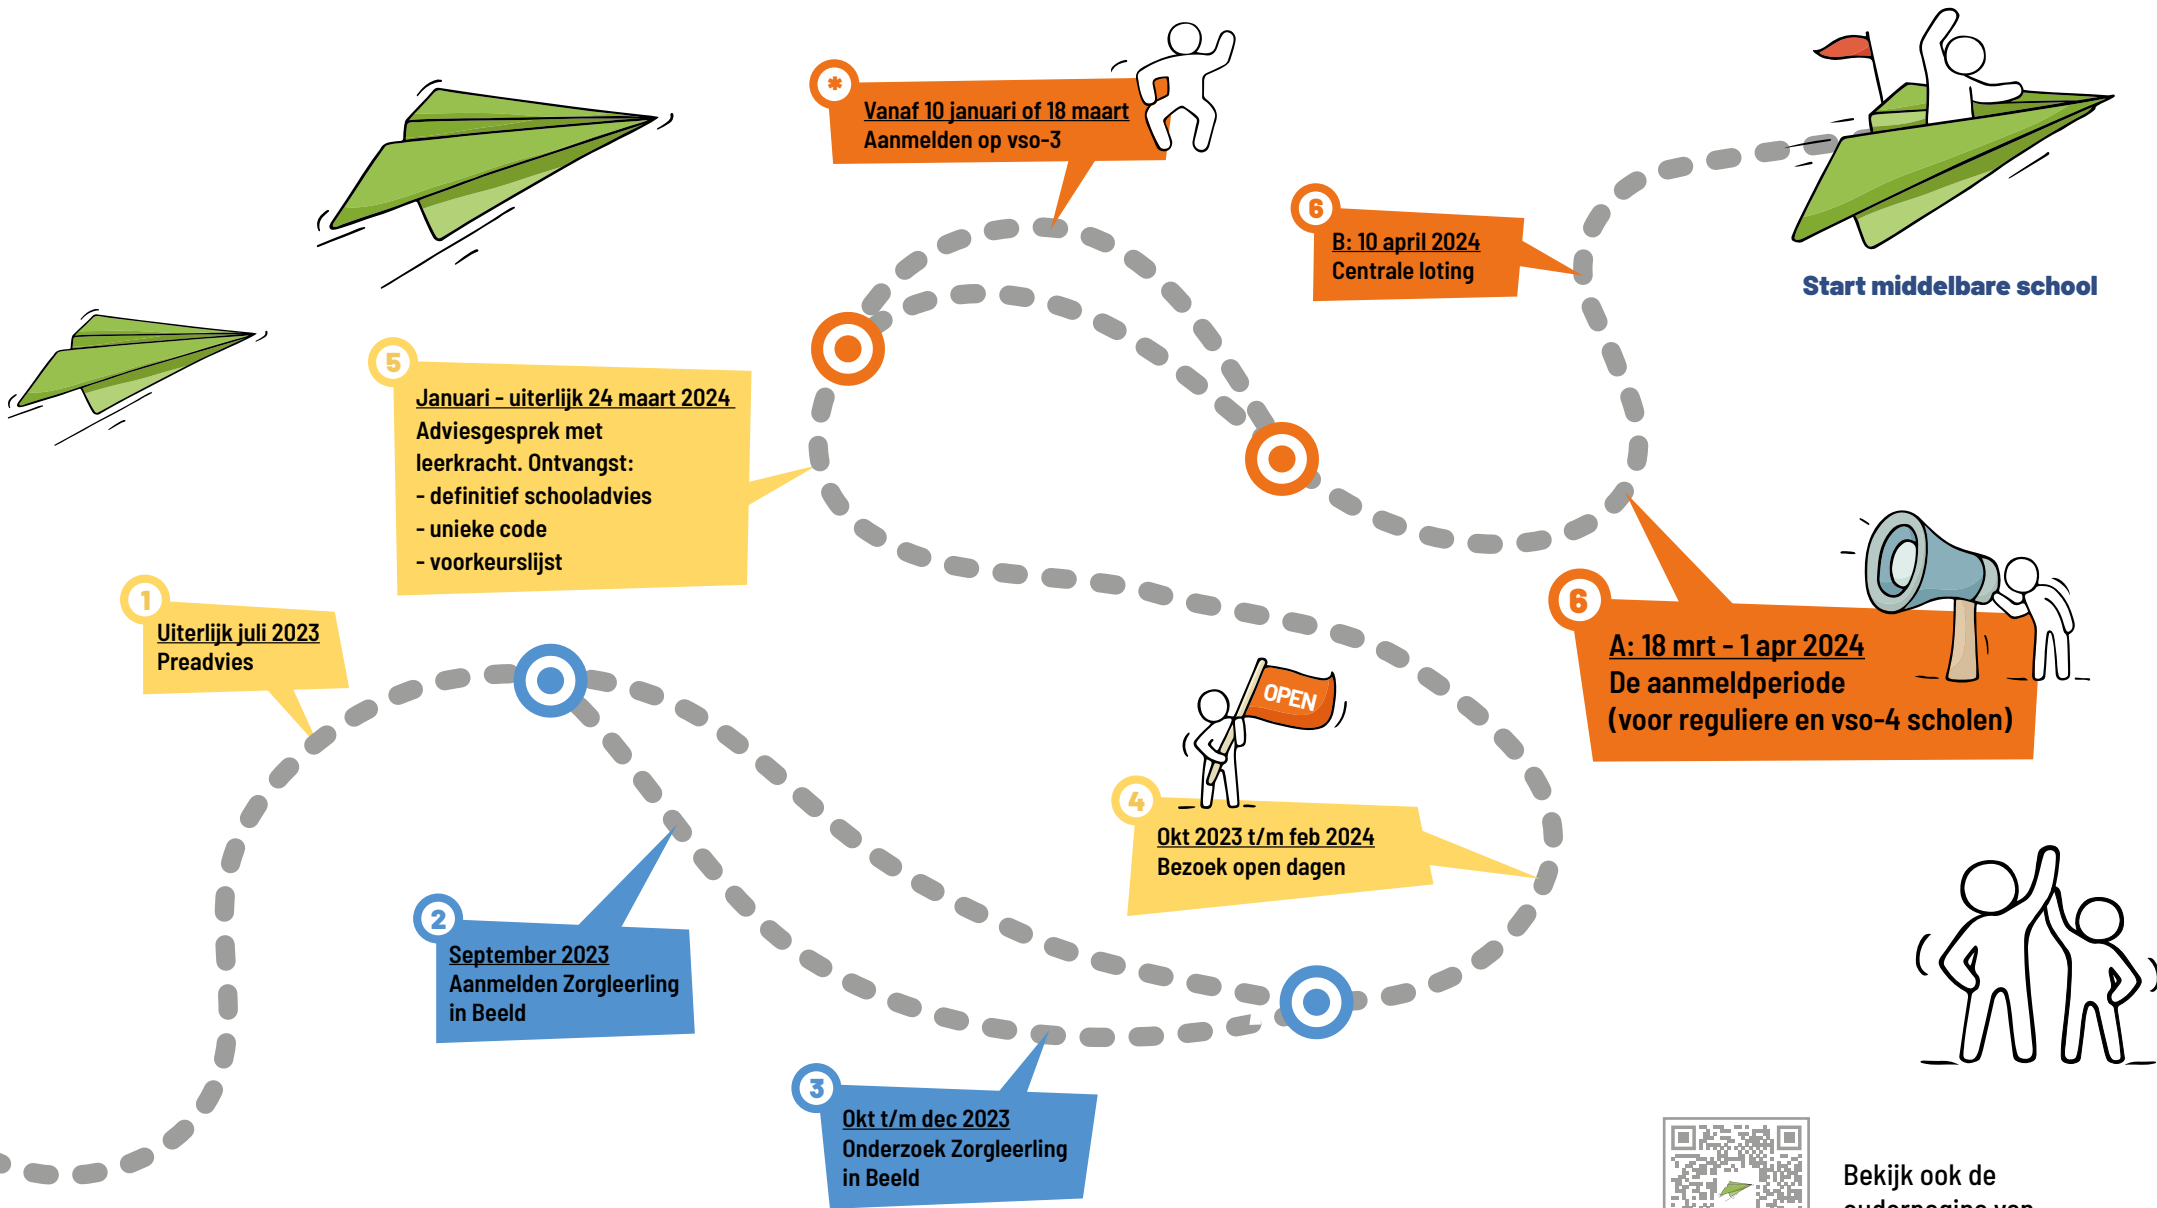 1
Uiterlijk juli 2023
Preadvies
2
September 2023
Aanmelden Zorgleerling
in Beeld
3
Okt t/m dec 2023
Onderzoek Zorgleerling
in Beeld
4
OPEN
Okt 2023 t/m feb 2024
Bezoek open dagen
5
Januari - uiterlijk 24 maart 2024
Adviesgesprek met
leerkracht. Ontvangst:
- definitief schooladvies
- unieke code
- voorkeurslijst
*
Vanaf 10 januari of 18 maart
Aanmelden op vso-3
6
A: 18 mrt - 1 apr 2024
De aanmeldperiode
(voor reguliere en vso-4 scholen)
6
B: 10 april 2024
Centrale loting
Start middelbare school
Bekijk ook de